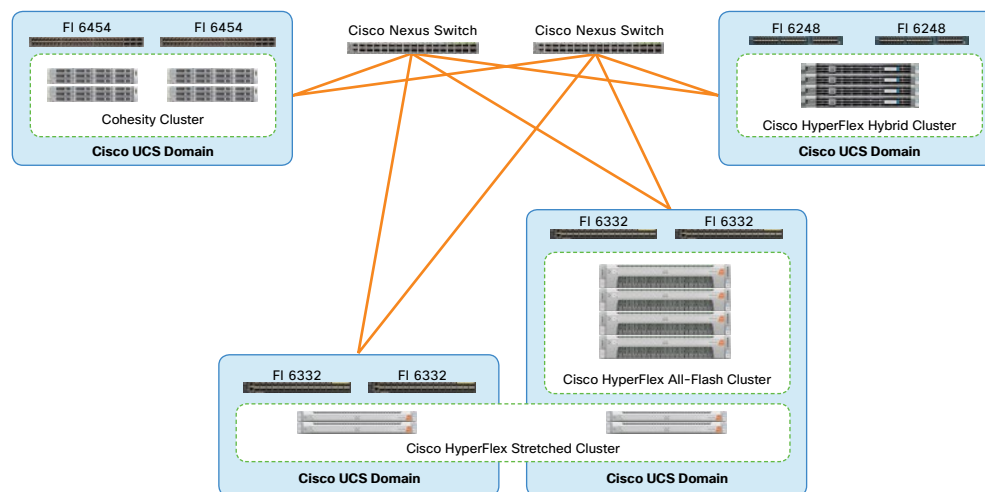 FI 6454
FI 6454
Cohesity Cluster
Cisco UCS Domain
Cisco Nexus Switch
Cisco Nexus Switch
FI 6248
FI 6248
Cisco HyperFlex Hybrid Cluster
Cisco UCS Domain
FI 6332
FI 6332
Cisco HyperFlex All-Flash Cluster
FI 6332
FI 6332
Cisco HyperFlex Stretched Cluster
Cisco UCS Domain
Cisco UCS Domain